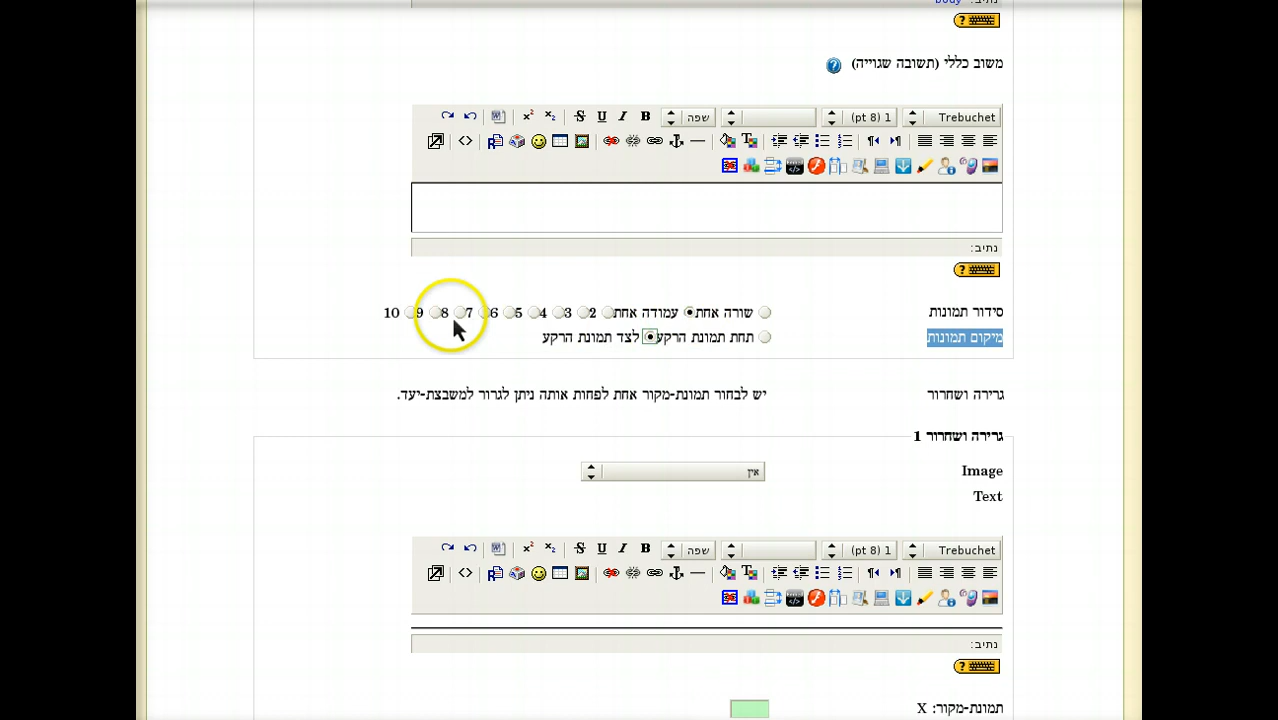 נתיב: body
משוב כללי (תשובה שגוייה)
Trebuchet 1 (8 pt) שפה
נתיב:
סידור תמונות שורה אחת עמודה אחת 2 3 4 5 6 7 8 9 10
מיקום תמונות תחת תמונת הרקע לצד תמונת הרקע
גרירה ושחרור יש לבחור תמונת-מקור אחת לפחות אותה ניתן לגרור למשבצת-יעד.
גרירה ושחרור 1
Image אין
Text
Trebuchet 1 (8 pt) שפה
נתיב:
תמונת-מקור: X